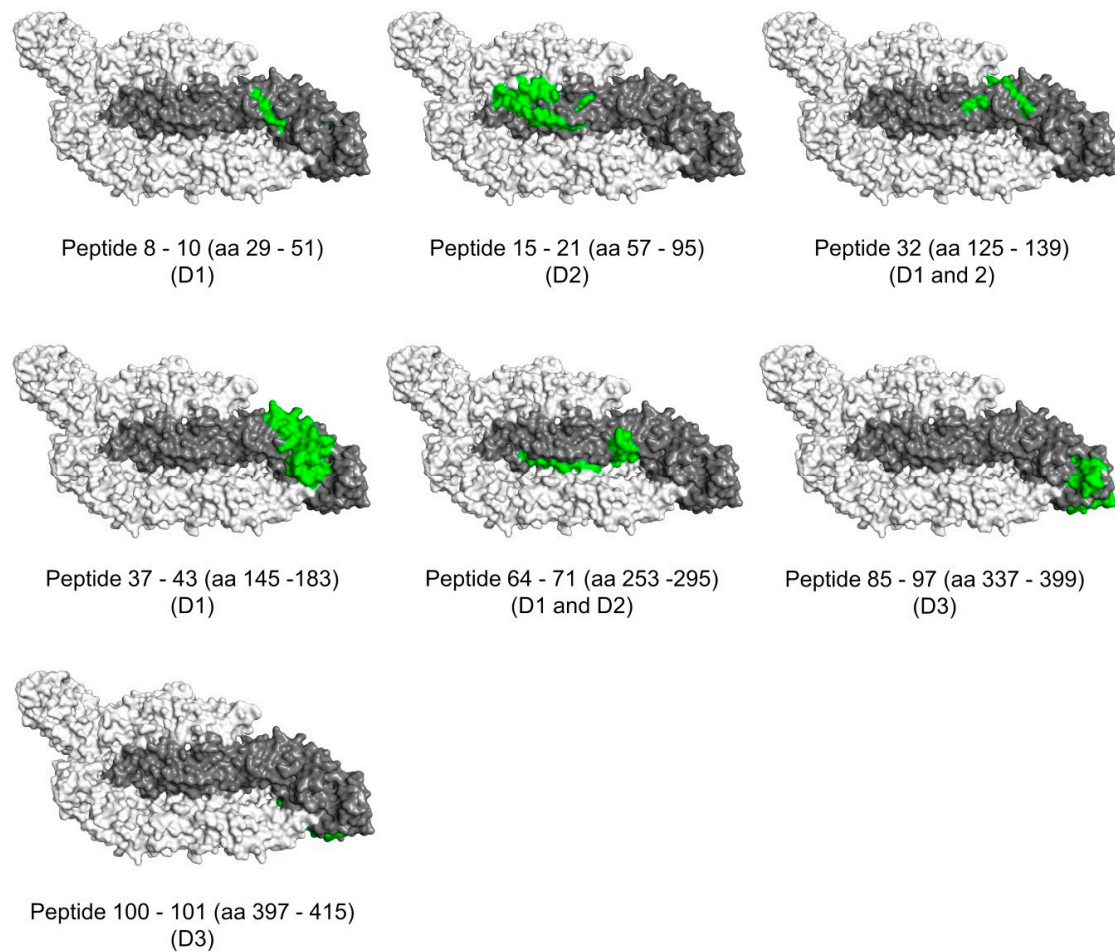 Peptide 8 - 10 (aa 29 - 51)
(D1)
Peptide 15 - 21 (aa 57 - 95)
(D2)
Peptide 32 (aa 125 - 139)
(D1 and 2)
Peptide 37 - 43 (aa 145 -183)
(D1)
Peptide 64 - 71 (aa 253 -295)
(D1 and D2)
Peptide 85 - 97 (aa 337 - 399)
(D3)
Peptide 100 - 101 (aa 397 - 415)
(D3)